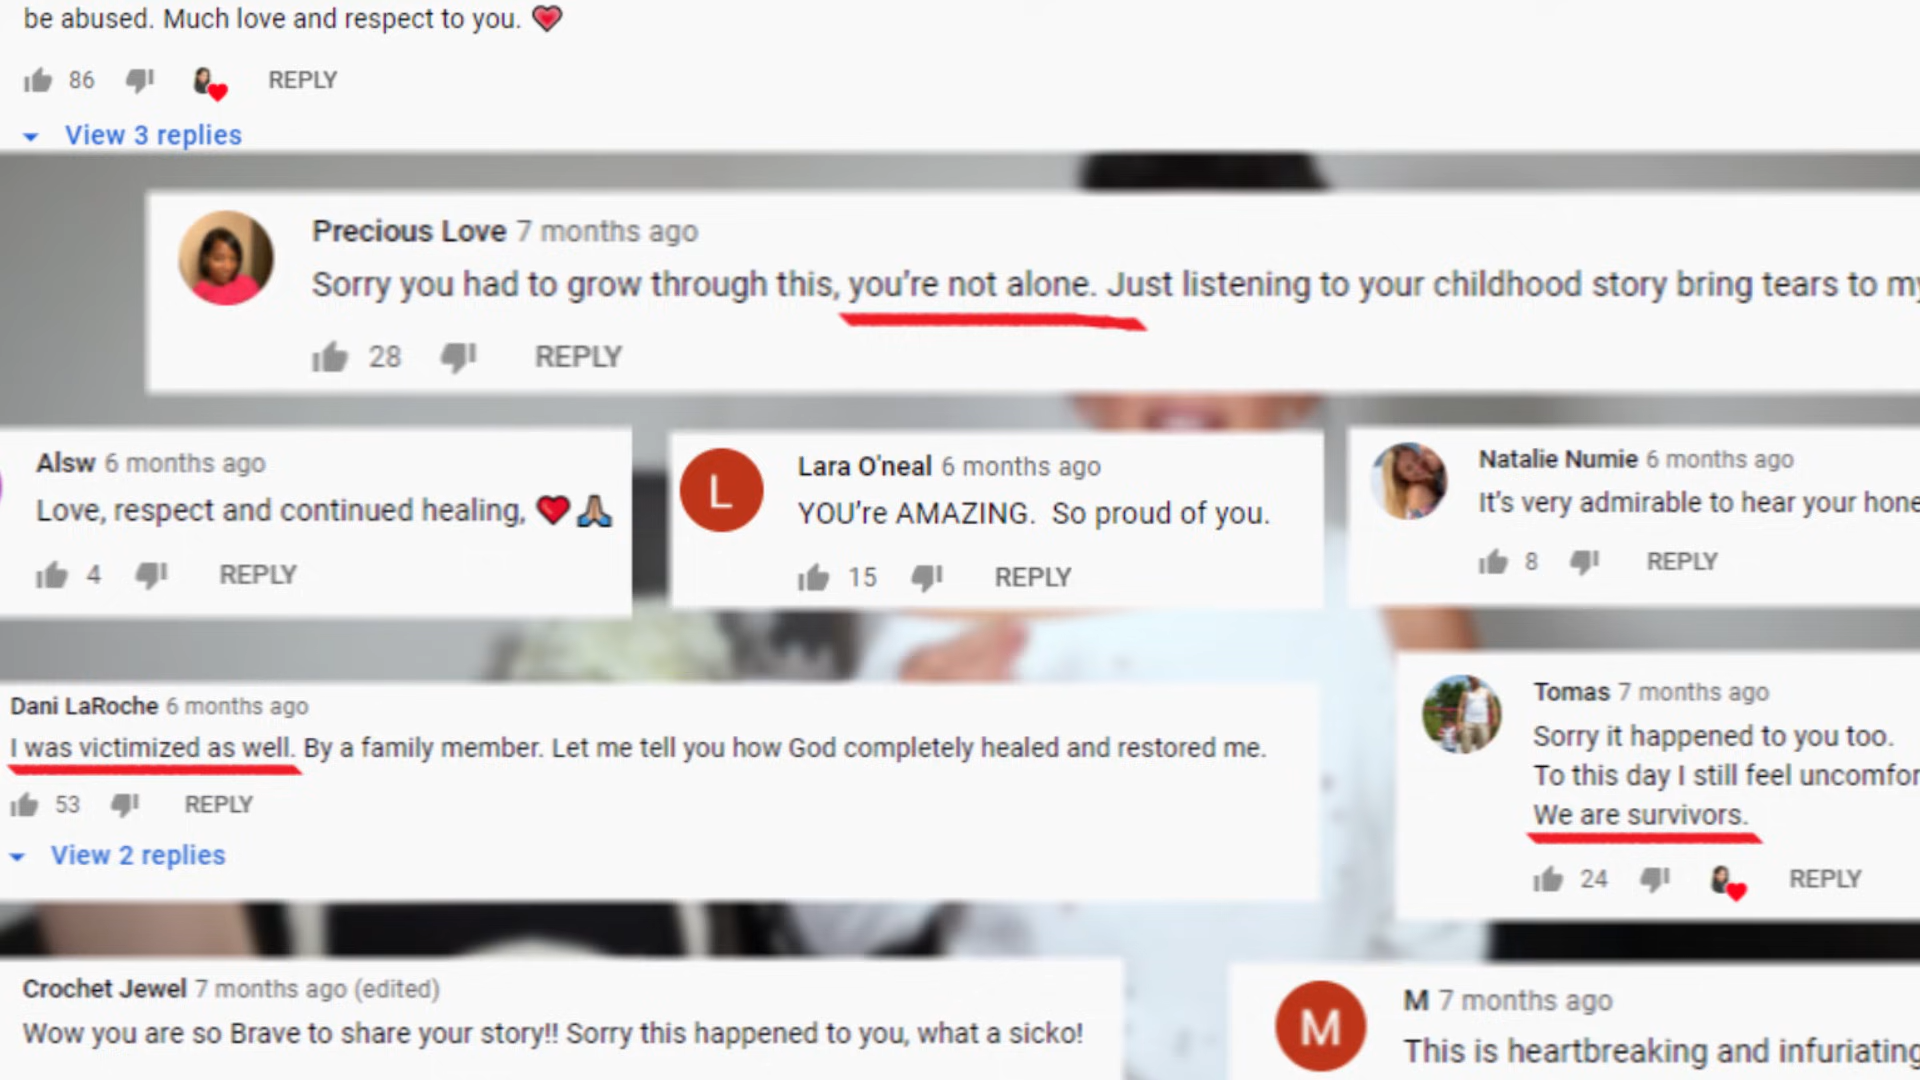 be abused. Much love and respect to you. 💗
86 REPLY
View 3 replies
Precious Love 7 months ago
Sorry you had to grow through this, you're not alone. Just listening to your childhood story bring tears to my
28 REPLY
Alsw 6 months ago
Love, respect and continued healing, ❤️🙏🏽
4 REPLY
L
Lara O'neal 6 months ago
YOU're AMAZING. So proud of you.
15 REPLY
Natalie Numie 6 months ago
It's very admirable to hear your hone
8 REPLY
Dani LaRoche 6 months ago
I was victimized as well. By a family member. Let me tell you how God completely healed and restored me.
53 REPLY
View 2 replies
Tomas 7 months ago
Sorry it happened to you too.
To this day I still feel uncomfor
We are survivors.
24 REPLY
Crochet Jewel 7 months ago (edited)
Wow you are so Brave to share your story!! Sorry this happened to you, what a sicko!
M
M 7 months ago
This is heartbreaking and infuriating